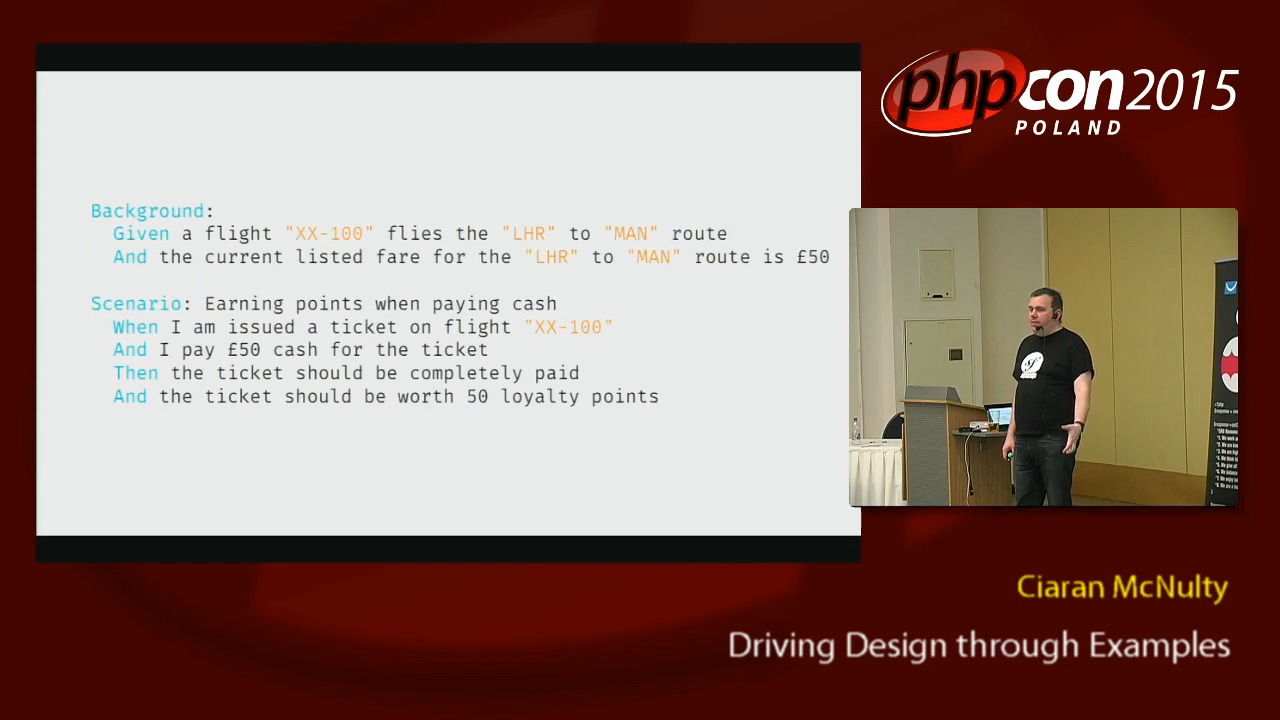 Background:
Given a flight "XX-100" flies the "LHR" to "MAN" route
And the current listed fare for the "LHR" to "MAN" route is £50
Scenario: Earning points when paying cash
When I am issued a ticket on flight "XX-100"
And I pay £50 cash for the ticket
Then the ticket should be completely paid
And the ticket should be worth 50 loyalty points
phpcon2015
POLAND
Ciaran McNulty
Driving Design through Examples